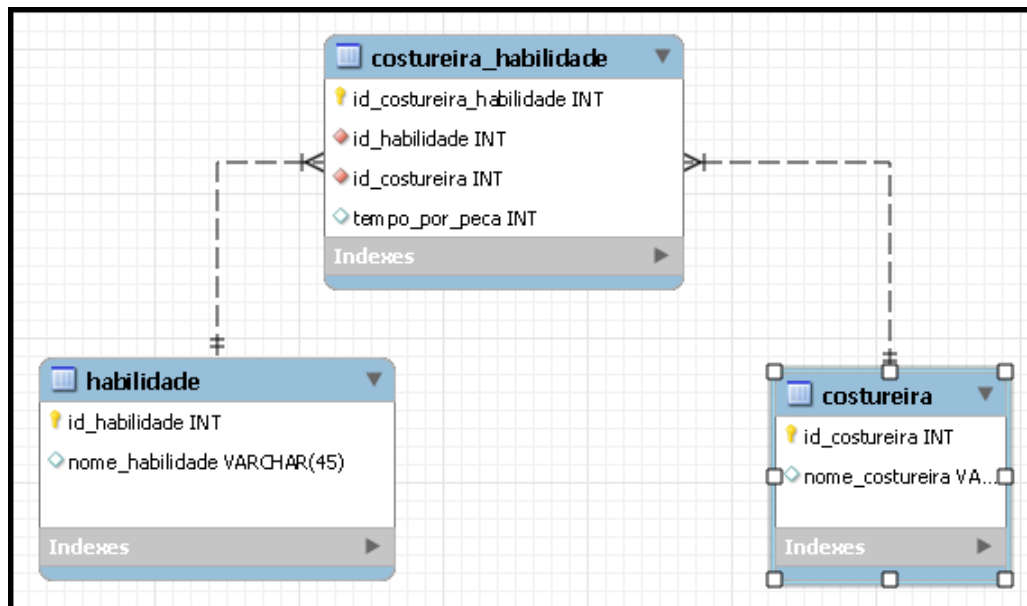 costureira_habilidade
id_costureira_habilidade INT
id_habilidade INT
id_costureira INT
tempo_por_peca INT
Indexes
habilidade
id_habilidade INT
nome_habilidade VARCHAR(45)
Indexes
costureira
id_costureira INT
nome_costureira VA...
Indexes